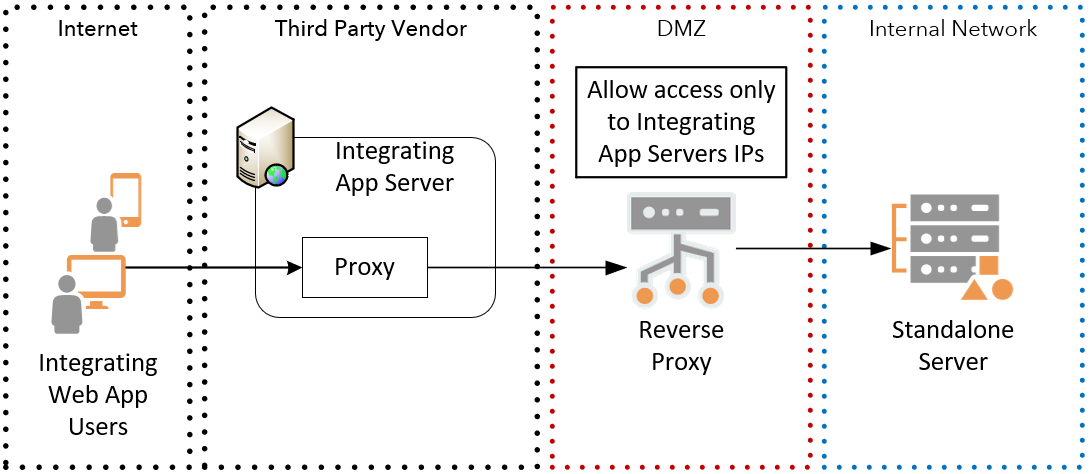 Internet
Third Party Vendor
DMZ
Internal Network
Allow access only
to Integrating
App Servers IPs
Integrating
App Server
Proxy
Reverse
Proxy
Standalone
Server
Integrating
Web App
Users